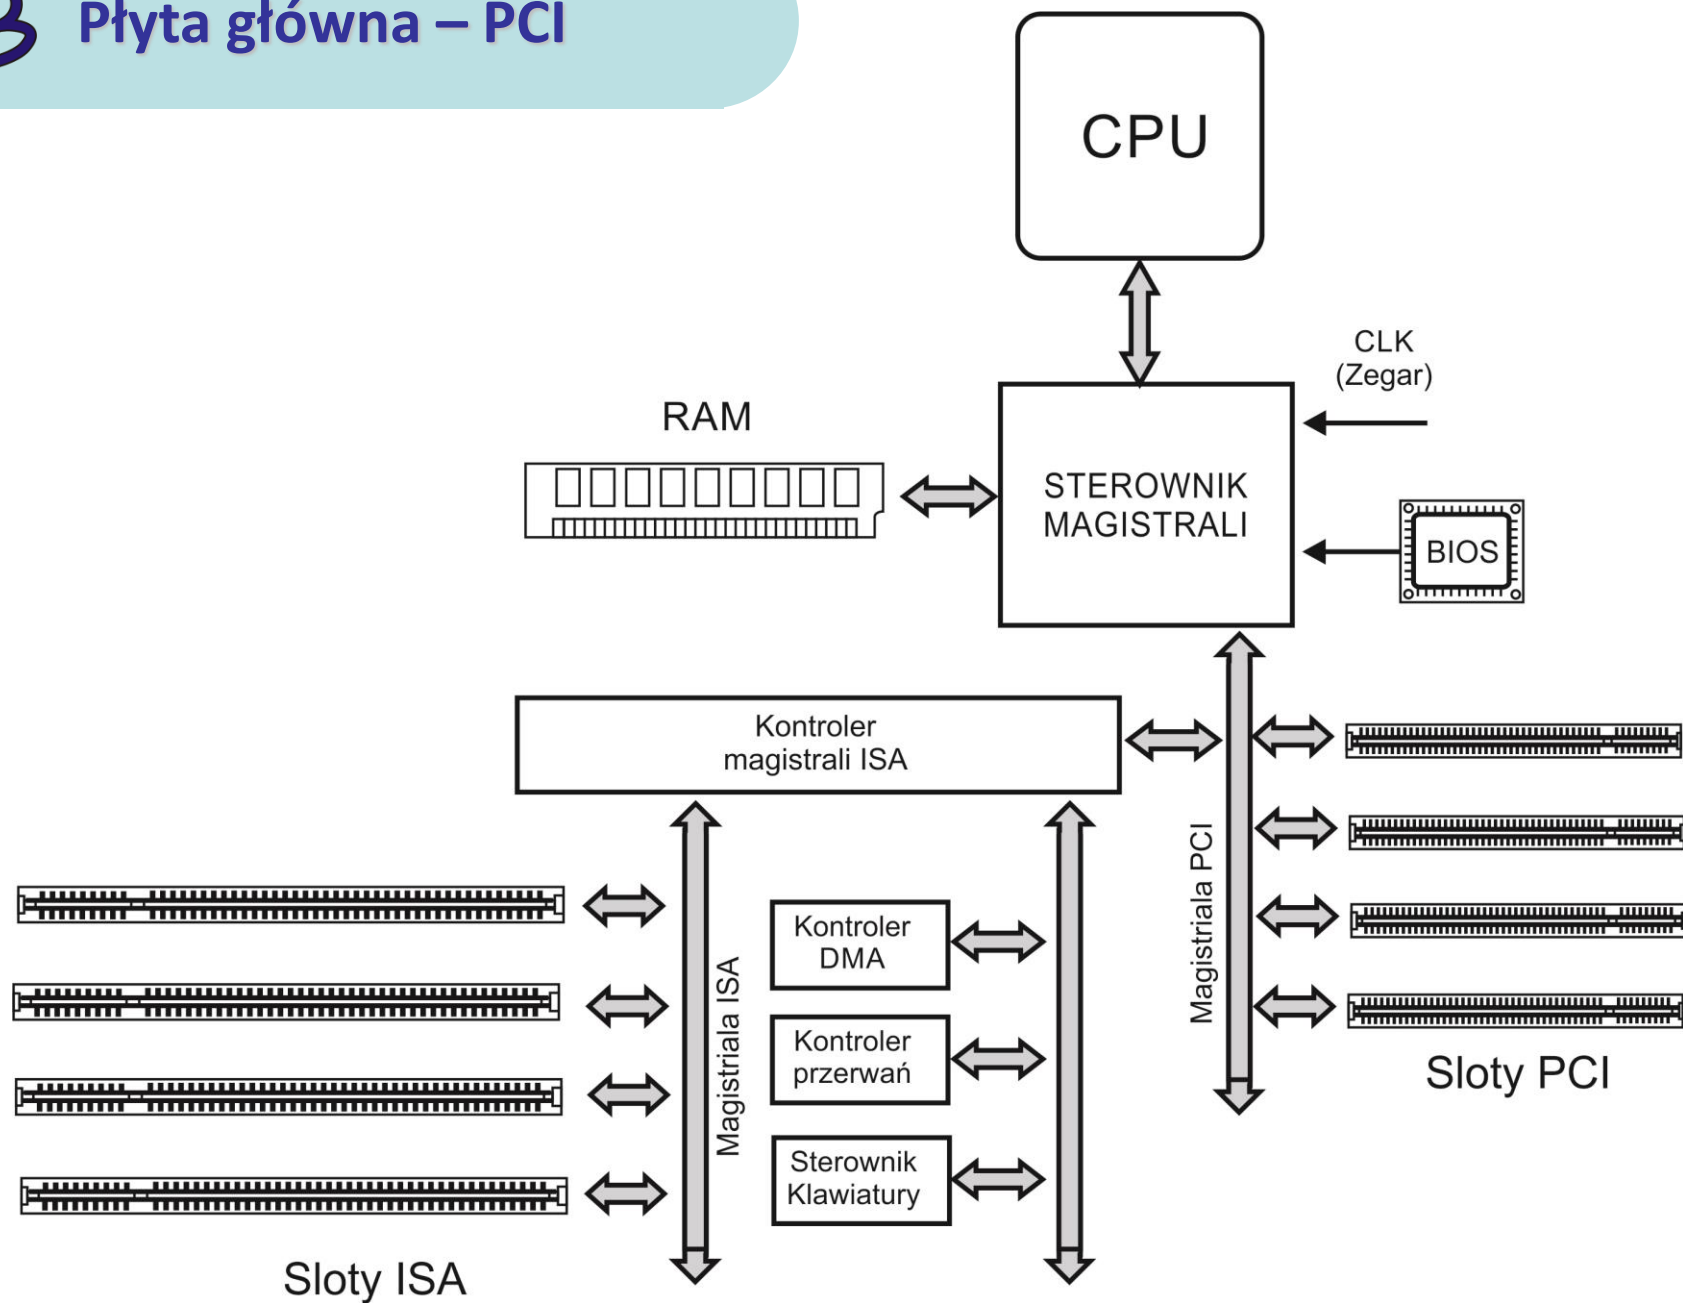 Płyta główna – PCI
CPU
CLK
(Zegar)
RAM
STEROWNIK
MAGISTRALI
BIOS
Kontroler
magistrali ISA
Magistriala PCI
Kontroler
DMA
Magistriala ISA
Kontroler
przerwań
Sloty PCI
Sterownik
Klawiatury
Sloty ISA